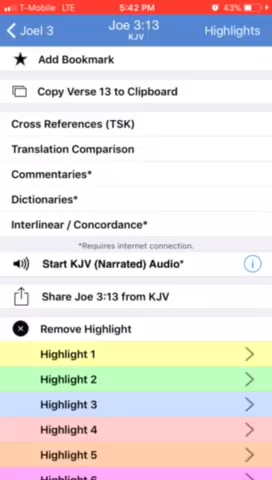 T-Mobile LTE 5:42 PM 43%
Joel 3 Joe 3:13 Highlights
KJV
Add Bookmark
Copy Verse 13 to Clipboard
Cross References (TSK)
Translation Comparison
Commentaries*
Dictionaries*
Interlinear / Concordance*
*Requires internet connection.
Start KJV (Narrated) Audio*
Share Joe 3:13 from KJV
Remove Highlight
Highlight 1
Highlight 2
Highlight 3
Highlight 4
Highlight 5
Highlight 6